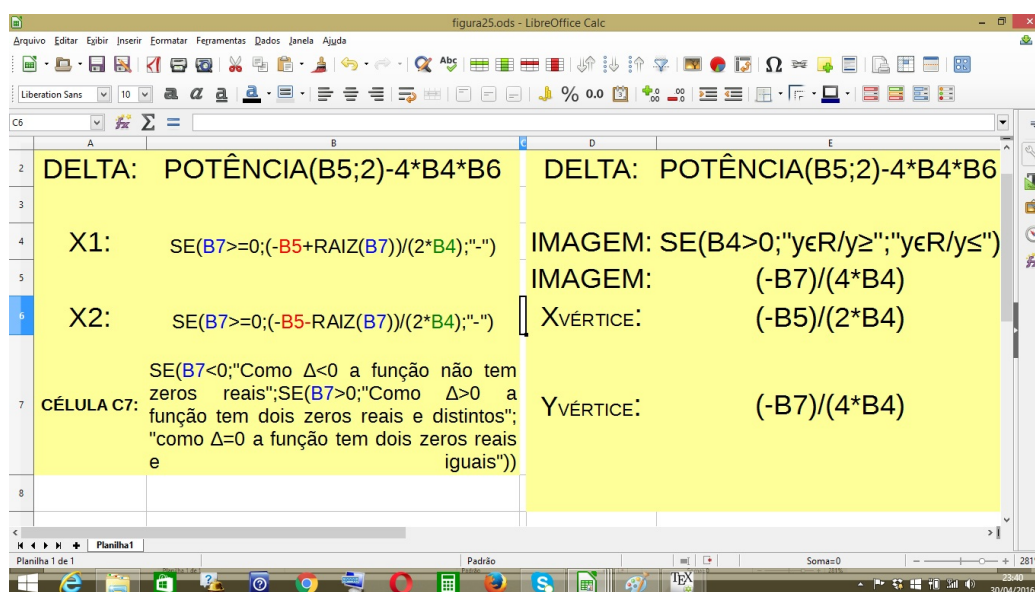 figura25.ods - LibreOffice Calc
Arquivo Editar Exibir Inserir Formatar Ferramentas Dados Janela Ajuda
Liberation Sans 10 a a a % 0.0
C6
A B C D E
2 DELTA: POTÊNCIA(B5;2)-4*B4*B6 DELTA: POTÊNCIA(B5;2)-4*B4*B6
3
4 X1: SE(B7>=0;(-B5+RAIZ(B7))/(2*B4);"-") IMAGEM: SE(B4>0;"yϵR/y≥";"yϵR/y≤")
5 IMAGEM: (-B7)/(4*B4)
6 X2: SE(B7>=0;(-B5-RAIZ(B7))/(2*B4);"-") XVÉRTICE: (-B5)/(2*B4)
7 CÉLULA C7: SE(B7<0;"Como Δ<0 a função não tem
zeros reais";SE(B7>0;"Como Δ>0 a
função tem dois zeros reais e distintos";
"como Δ=0 a função tem dois zeros reais
e iguais"))
YVÉRTICE: (-B7)/(4*B4)
8
Planilha1
Planilha 1 de 1 Padrão Soma=0 281
TEX
23:40
30/04/2016